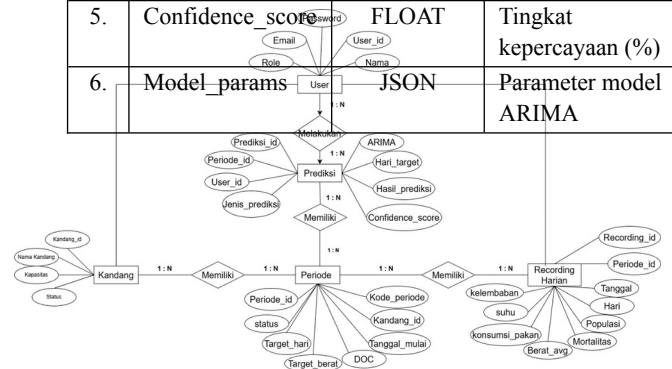 5. Confidence_score FLOAT Tingkat
kepercayaan (%)
6. Model_params JSON Parameter model
ARIMA
Password
Email User_id
Role Nama
User
1 : N
Melakukan
1 : N
Prediksi_id ARIMA
Periode_id Hari_target
Prediksi
User_id Hasil_prediksi
Jenis_prediksi Confidence_score
1 : N
Memiliki
1 : N
Kandang_id
Nama Kandang
Kapasitas
Status
Kandang 1 : N Memiliki 1 : N Periode 1 : N Memiliki 1 : N Recording
Harian
Periode_id Kode_periode
status Kandang_id
Target_hari Tanggal_mulai
Target_berat DOC
Recording_id
Periode_id
kelembaban Tanggal
suhu Hari
konsumsi_pakan Populasi
Berat_avg Mortalitas